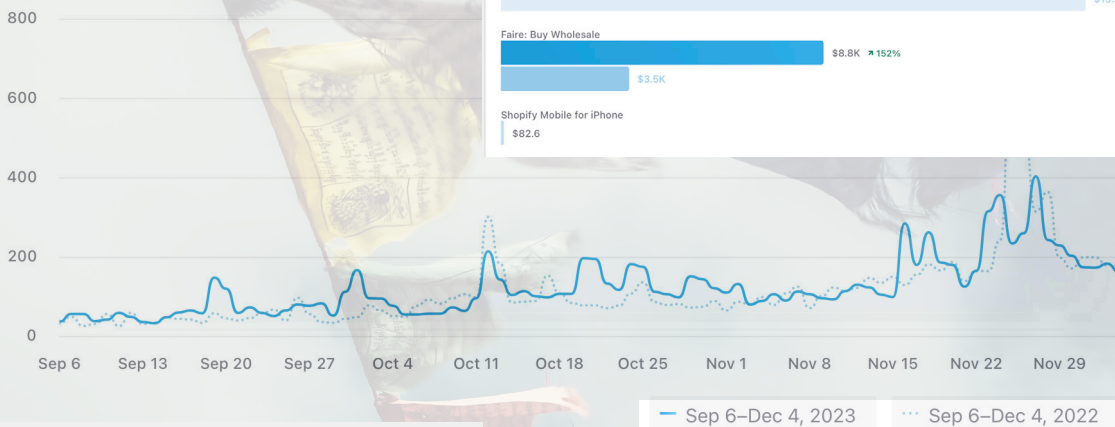 800
Faire: Buy Wholesale
$8.8K ↗ 152%
$3.5K
600
Shopify Mobile for iPhone
$82.6
400
200
0
Sep 6 Sep 13 Sep 20 Sep 27 Oct 4 Oct 11 Oct 18 Oct 25 Nov 1 Nov 8 Nov 15 Nov 22 Nov 29
Sep 6–Dec 4, 2023 Sep 6–Dec 4, 2022